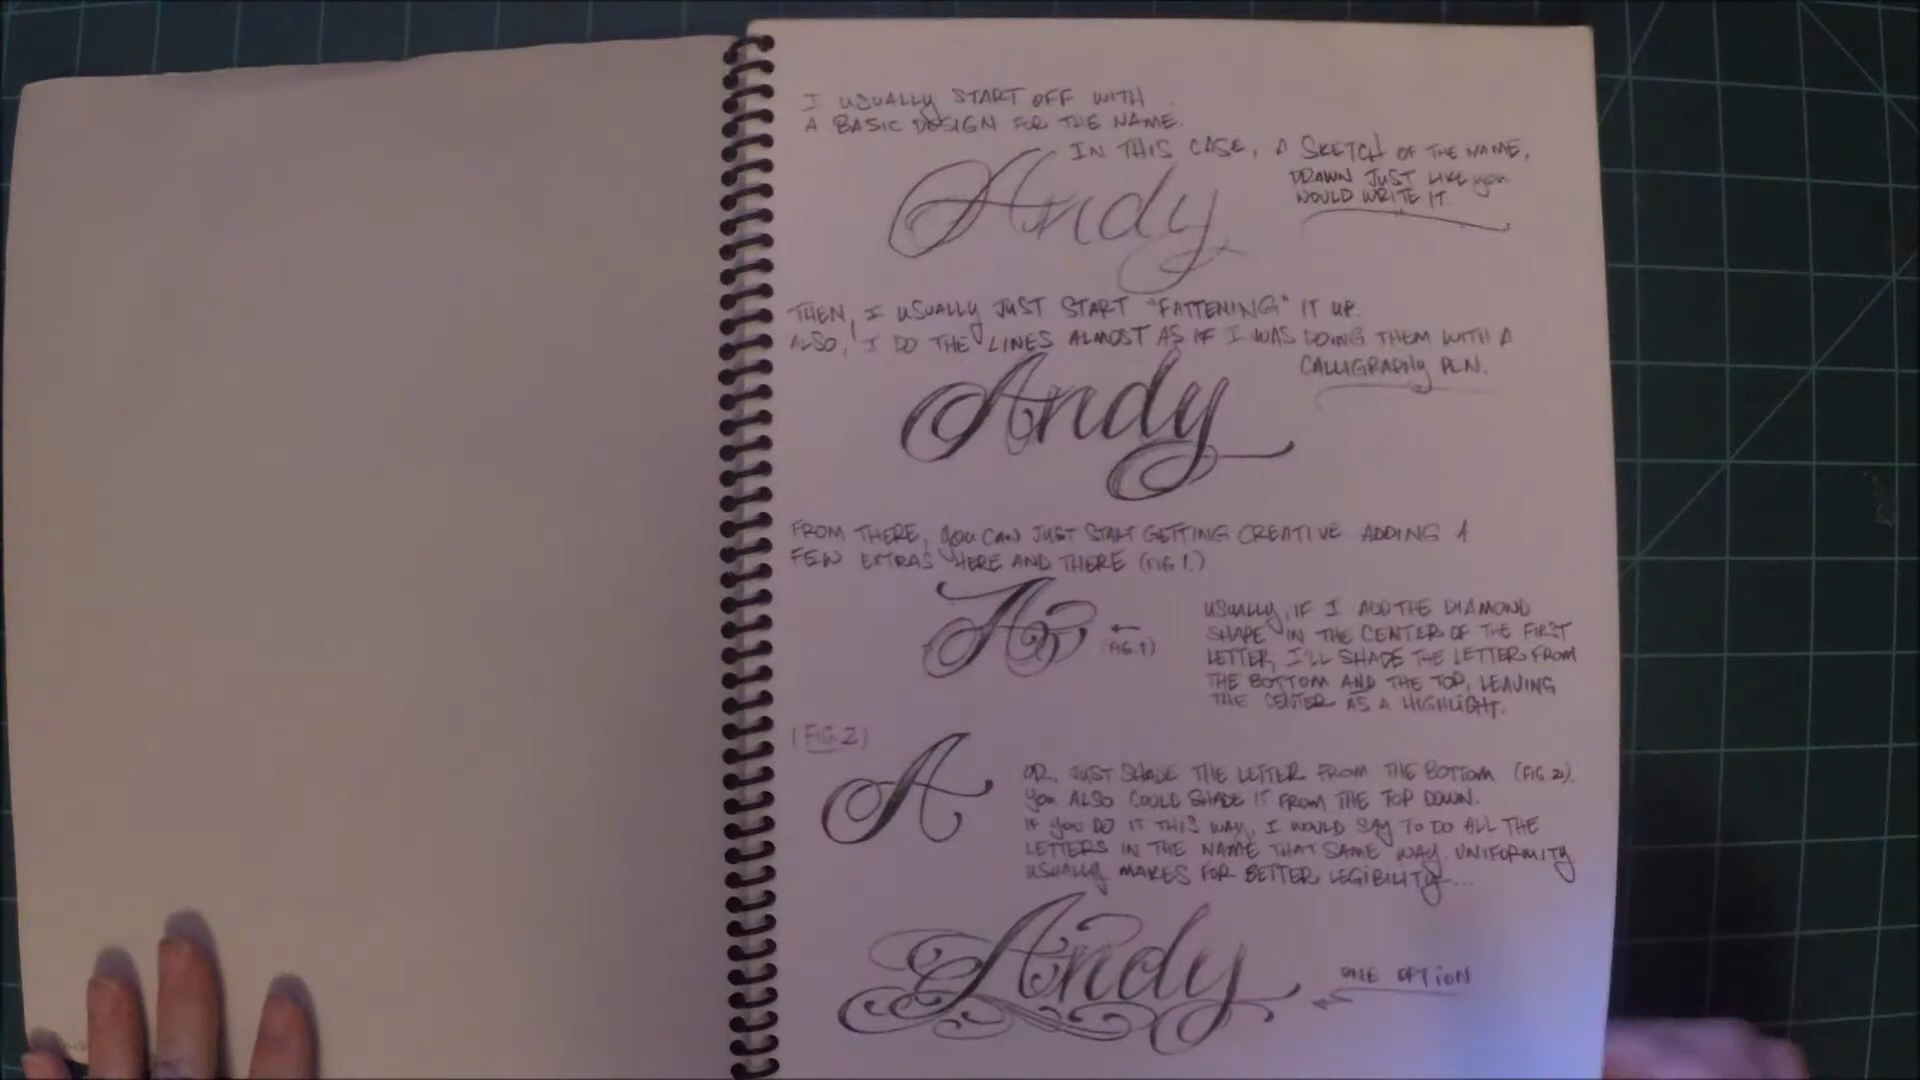 I USUALLY START OFF WITH
A BASIC DESIGN FOR THE NAME.
IN THIS CASE, A SKETCH OF THE NAME,
DRAWN JUST LIKE you
WOULD WRITE IT.
Andy
THEN, I USUALLY JUST START "FATTENING" IT UP.
ALSO, I DO THE LINES ALMOST AS IF I WAS DOING THEM WITH A
CALLIGRAPHY PEN.
Andy
FROM THERE, you CAN JUST START GETTING CREATIVE ADDING A
FEW EXTRAS HERE AND THERE (FIG 1.)
A
(FIG. 1)
USUALLY, IF I ADD THE DIAMOND
SHAPE IN THE CENTER OF THE FIRST
LETTER, I'LL SHADE THE LETTER FROM
THE BOTTOM AND THE TOP, LEAVING
THE CENTER AS A HIGHLIGHT.
(FIG. 2)
A
OR, JUST SHADE THE LETTER FROM THE BOTTOM (FIG 2).
you ALSO COULD SHADE IT FROM THE TOP DOWN.
IF you DO IT THIS WAY, I WOULD SAY TO DO ALL THE
LETTERS IN THE NAME THAT SAME WAY. UNIFORMITY
USUALLY MAKES FOR BETTER LEGIBILITY...
Andy
ONE OPTION